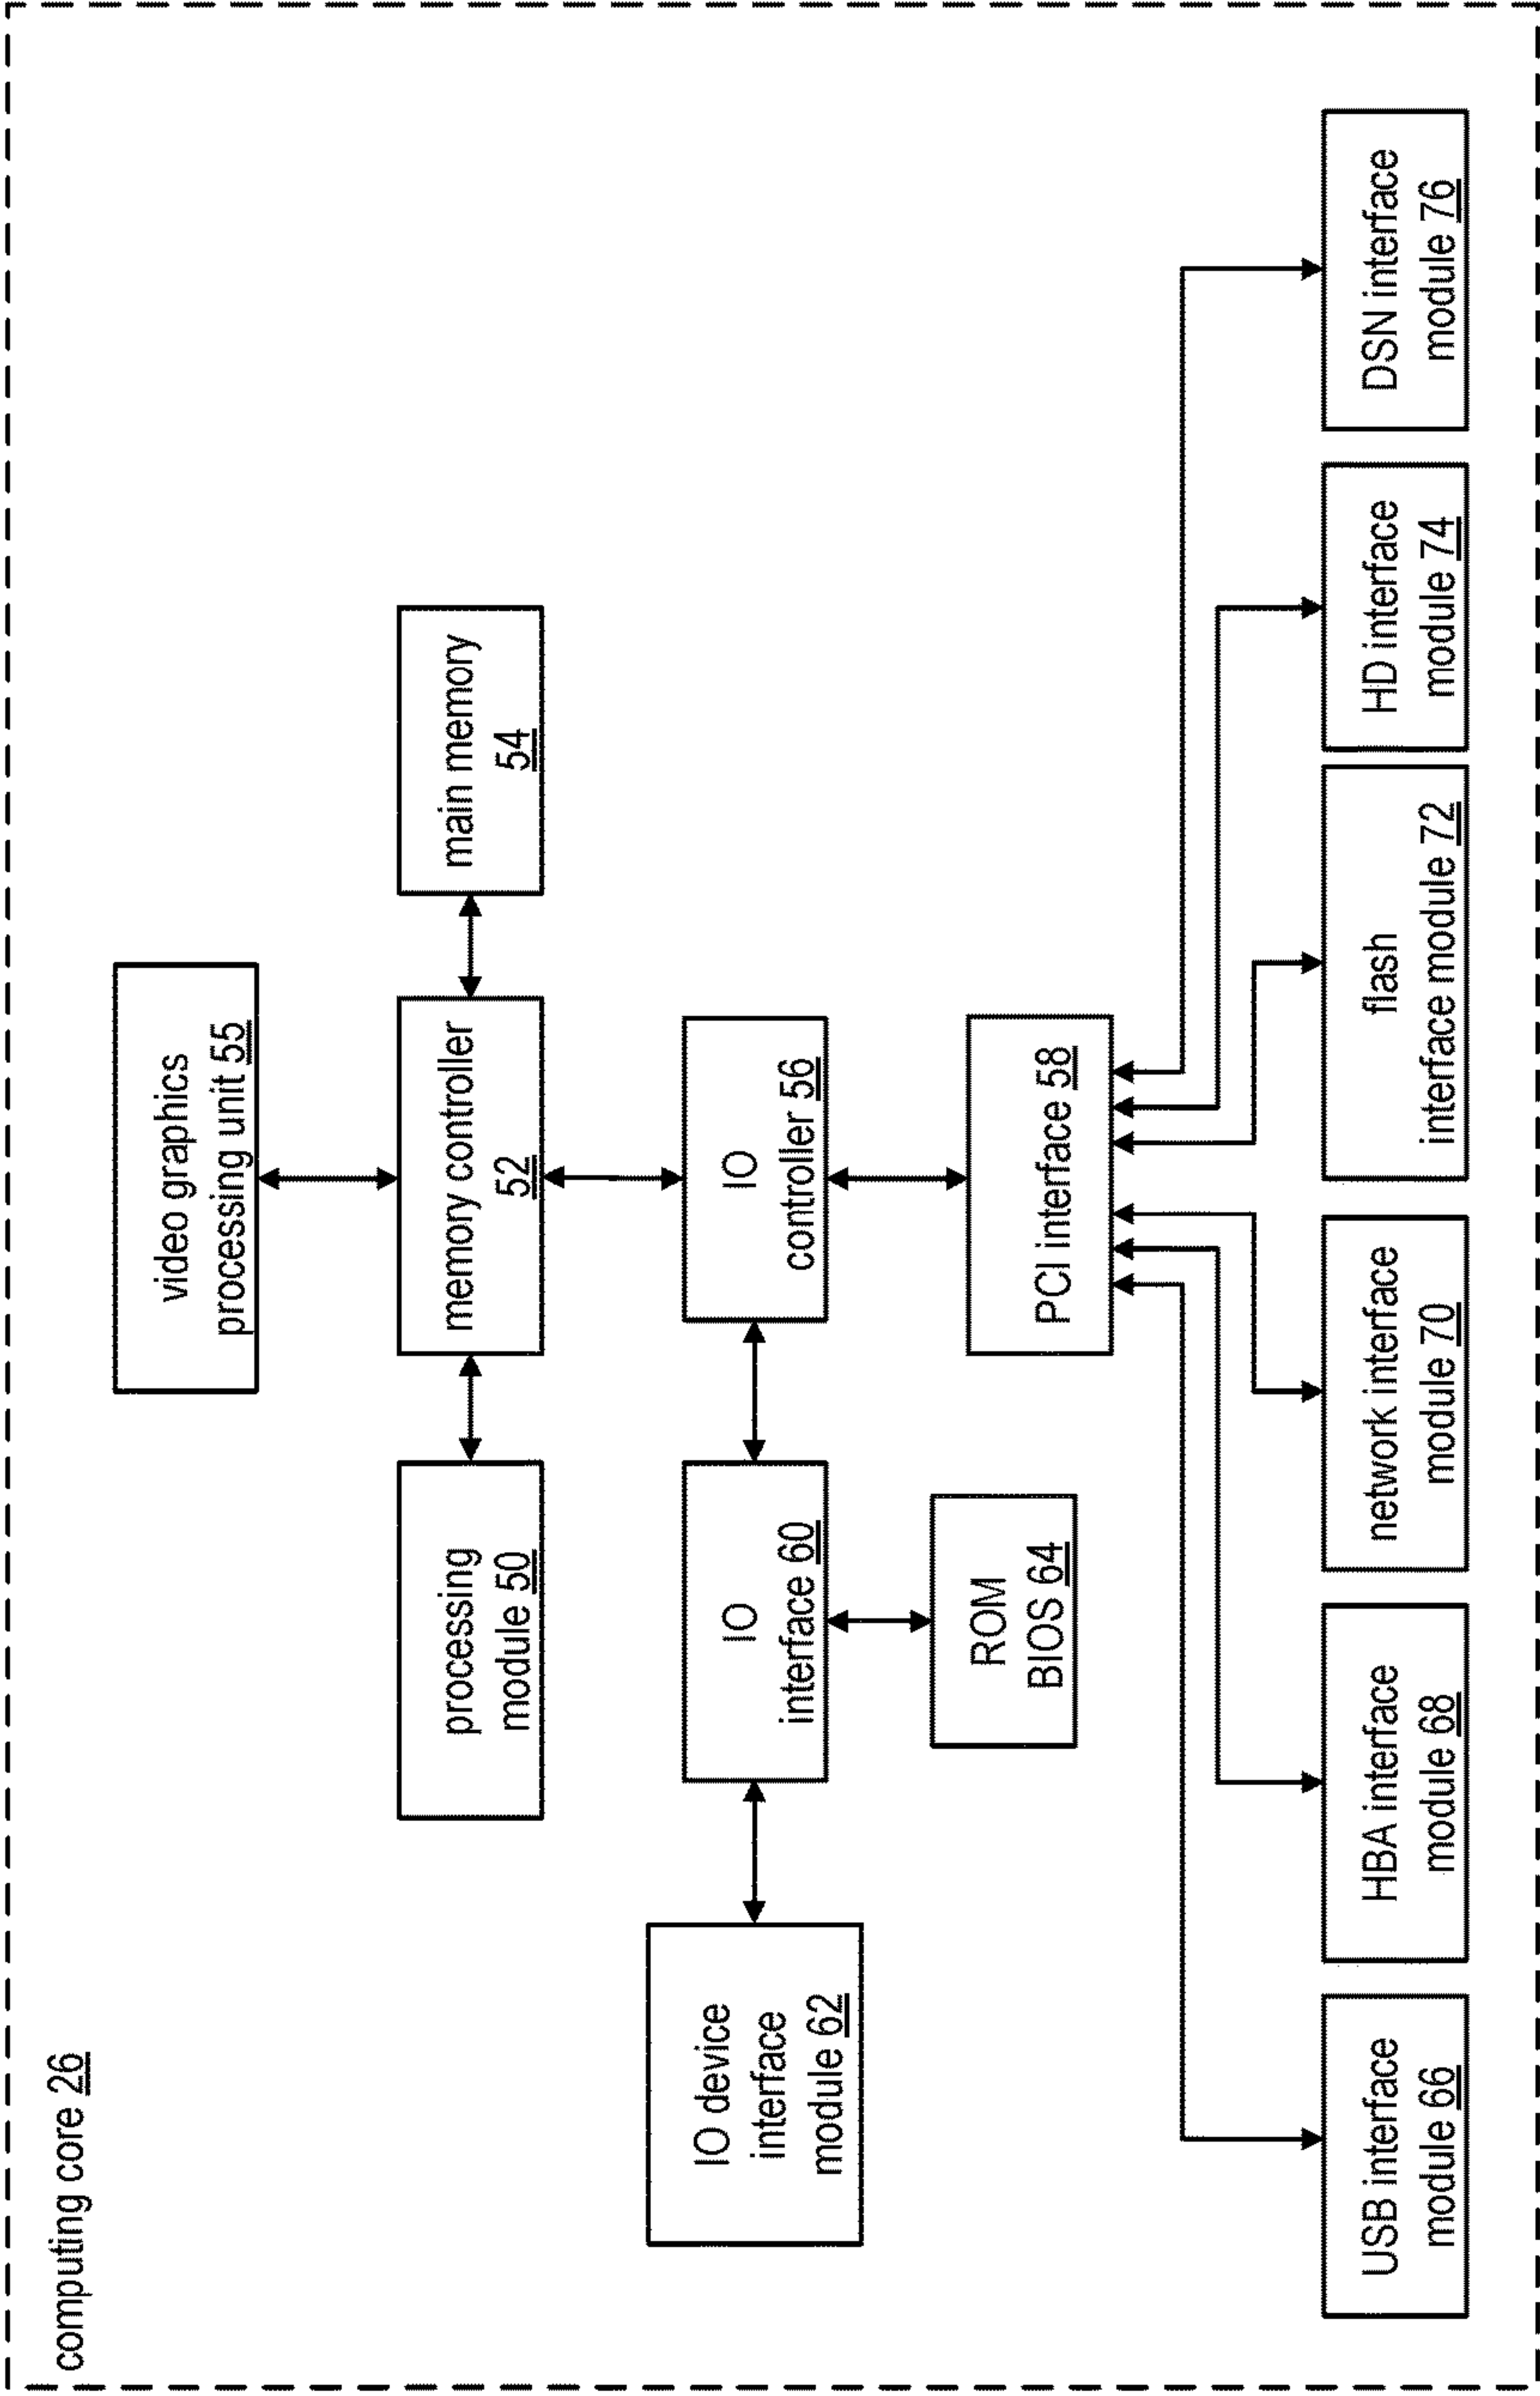 computing core 26
video graphics
processing unit 55
processing
module 50
memory controller
52
main memory
54
IO device
interface
module 62
IO
interface 60
IO
controller 56
ROM
BIOS 64
PCI interface 58
USB interface
module 66
HBA interface
module 68
network interface
module 70
flash
interface module 72
HD interface
module 74
DSN interface
module 76